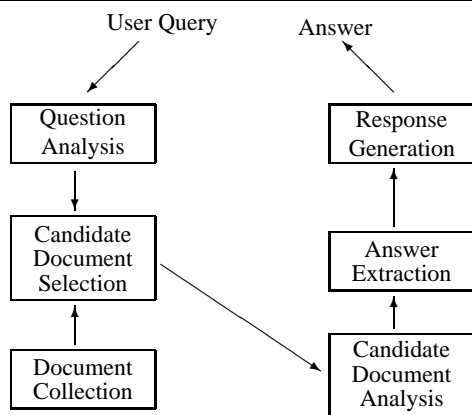 User Query
Answer
Question
Analysis
Response
Generation
Candidate
Document
Selection
Answer
Extraction
Document
Collection
Candidate
Document
Analysis